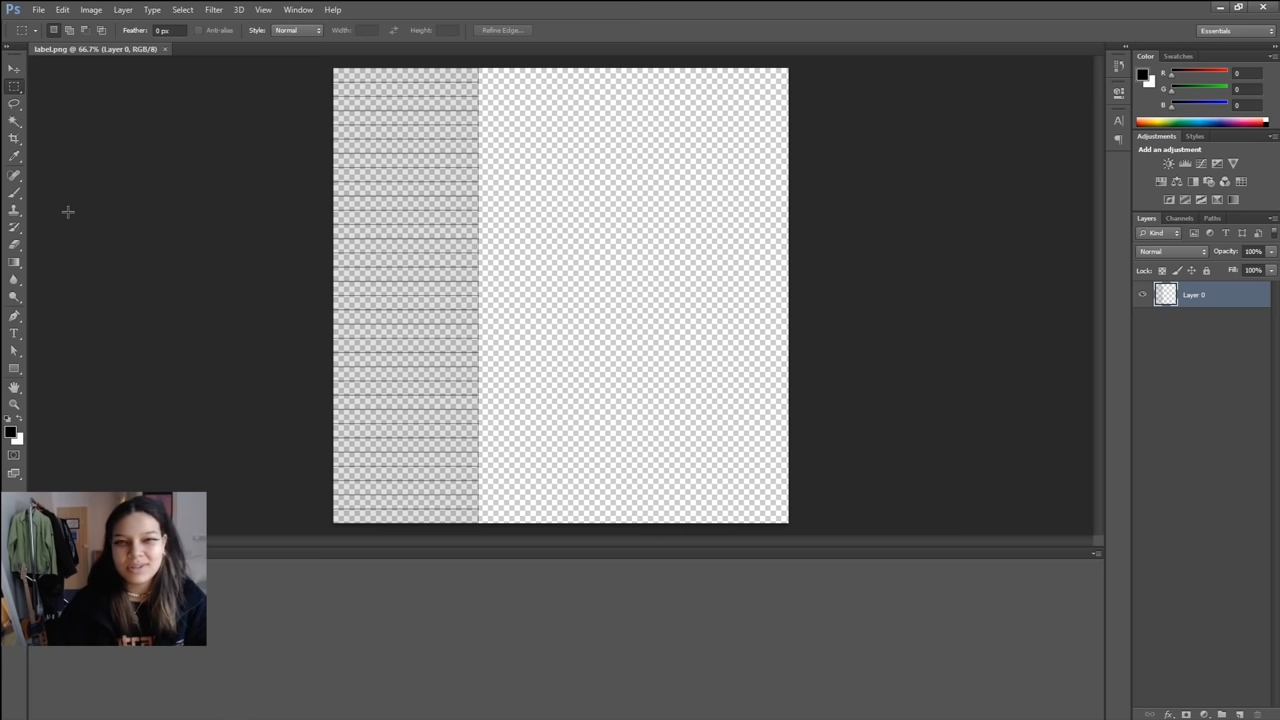 Ps File Edit Image Layer Type Select Filter 3D View Window Help
Feather: 0 px Anti-alias Style: Normal Width: Height: Refine Edge... Essentials
label.png @ 66.7% (Layer 0, RGB/8) ×
Color Swatches
R 0
G 0
B 0
Adjustments Styles
Add an adjustment
Layers Channels Paths
Kind
Normal Opacity: 100%
Lock: Fill: 100%
Layer 0